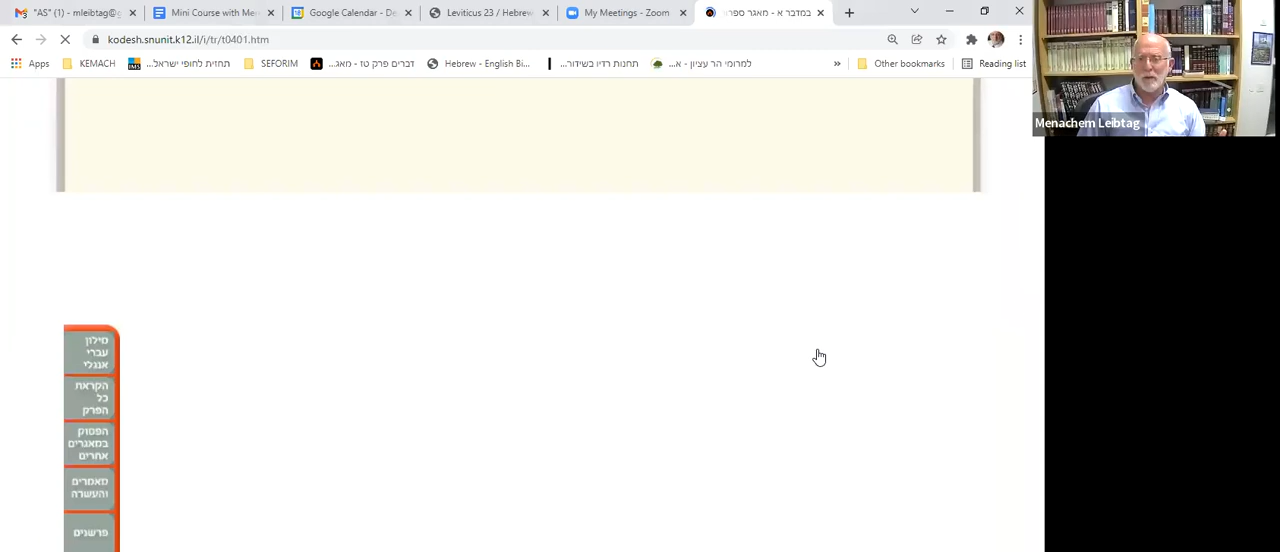 "AS" (1) - mleibtag@g
Mini Course with Mer
Google Calendar - De
Leviticus 23 / Hebrew
My Meetings - Zoom
במדבר א - מאגר ספרו
kodesh.snunit.k12.il/i/tr/t0401.htm
Apps
KEMACH
תחזית לחופי ישראל...
SEFORIM
דברים פרק טז - מאג...
Hebrew - English Bi...
תחנות רדיו בשידור...
למרומי הר עציון - א...
»
Other bookmarks
Reading list
Menachem Leibtag
מילון
עברי
אנגלי
הקראת
כל
הפרק
הפסוק
במאגרים
אחרים
מאמרים
והעשרה
פרשנים